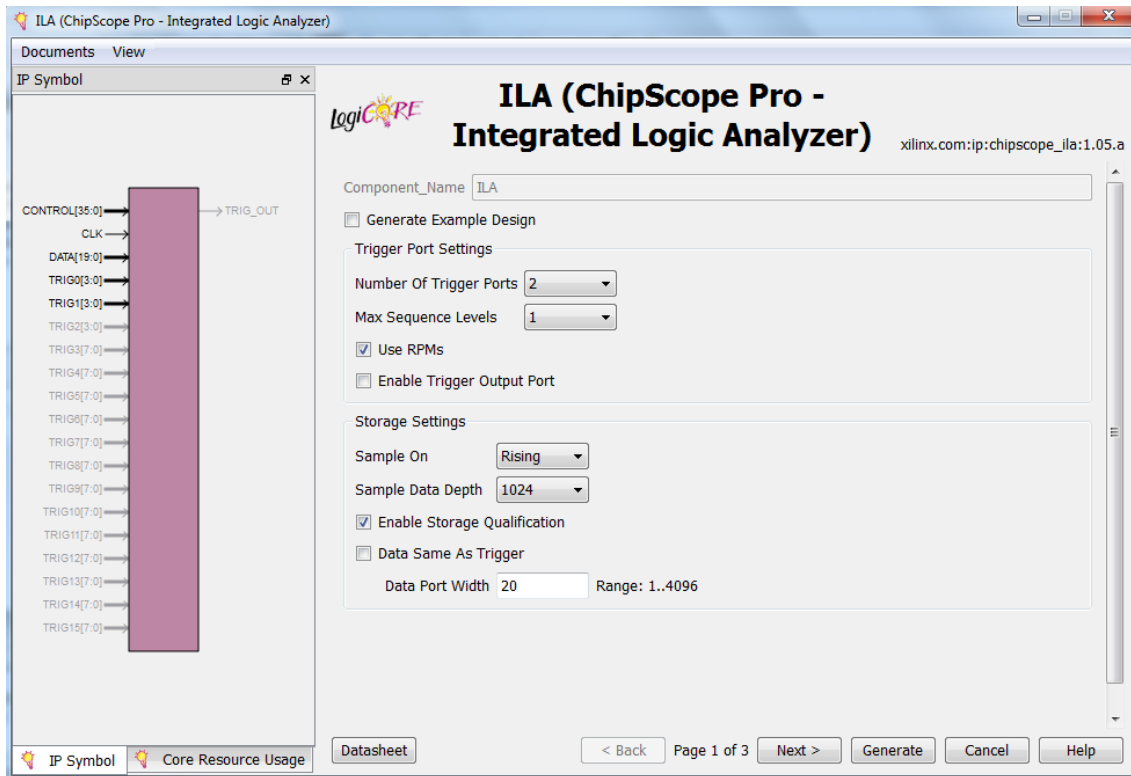 ILA (ChipScope Pro - Integrated Logic Analyzer)
Documents View
IP Symbol
CONTROL[35:0]
CLK
DATA[19:0]
TRIG0[3:0]
TRIG1[3:0]
TRIG2[3:0]
TRIG3[7:0]
TRIG4[7:0]
TRIG5[7:0]
TRIG6[7:0]
TRIG7[7:0]
TRIG8[7:0]
TRIG9[7:0]
TRIG10[7:0]
TRIG11[7:0]
TRIG12[7:0]
TRIG13[7:0]
TRIG14[7:0]
TRIG15[7:0]
TRIG_OUT
IP Symbol Core Resource Usage
LogiCORE
ILA (ChipScope Pro -
Integrated Logic Analyzer)
xilinx.com:ip:chipscope_ila:1.05.a
Component_Name ILA
Generate Example Design
Trigger Port Settings
Number Of Trigger Ports 2
Max Sequence Levels 1
Use RPMs
Enable Trigger Output Port
Storage Settings
Sample On Rising
Sample Data Depth 1024
Enable Storage Qualification
Data Same As Trigger
Data Port Width 20 Range: 1..4096
Datasheet < Back Page 1 of 3 Next > Generate Cancel Help